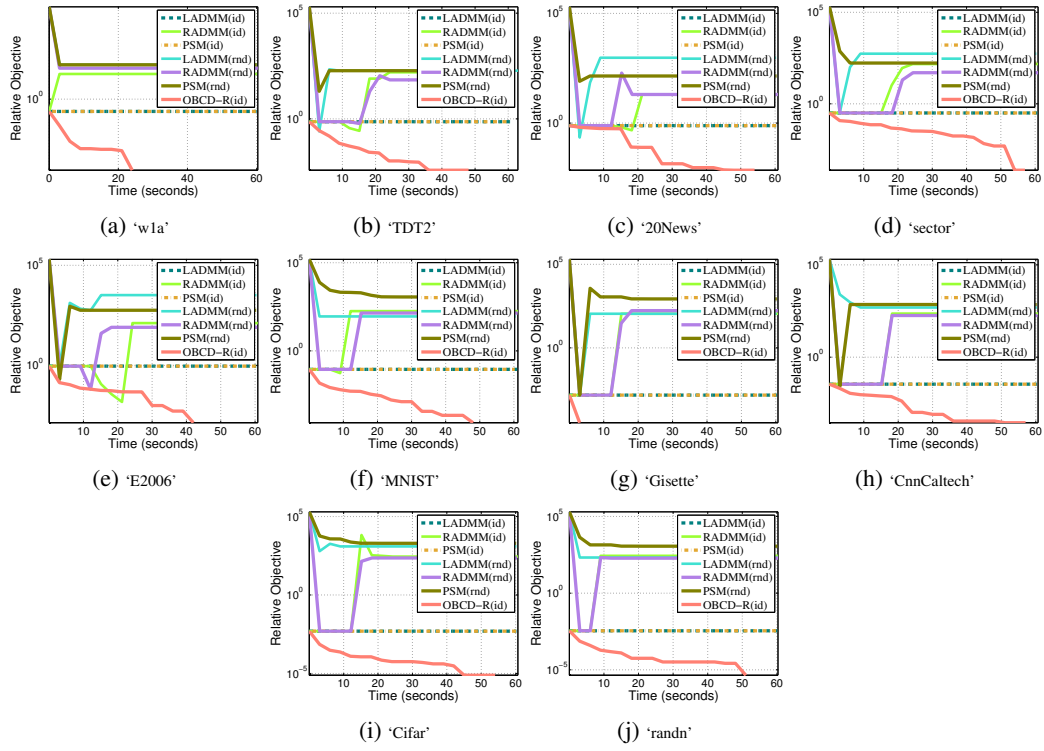 Relative Objective
10^0
LADMM(id)
RADMM(id)
PSM(id)
LADMM(rnd)
RADMM(rnd)
PSM(rnd)
OBCD-R(id)
0 20 40 60
Time (seconds)
(a) ‘w1a’
Relative Objective
10^5
10^0
LADMM(id)
RADMM(id)
PSM(id)
LADMM(rnd)
RADMM(rnd)
PSM(rnd)
OBCD-R(id)
10 20 30 40 50 60
Time (seconds)
(b) ‘TDT2’
Relative Objective
10^5
10^0
LADMM(id)
RADMM(id)
PSM(id)
LADMM(rnd)
RADMM(rnd)
PSM(rnd)
OBCD-R(id)
10 20 30 40 50 60
Time (seconds)
(c) ‘20News’
Relative Objective
10^5
10^0
LADMM(id)
RADMM(id)
PSM(id)
LADMM(rnd)
RADMM(rnd)
PSM(rnd)
OBCD-R(id)
10 20 30 40 50 60
Time (seconds)
(d) ‘sector’
Relative Objective
10^5
10^0
LADMM(id)
RADMM(id)
PSM(id)
LADMM(rnd)
RADMM(rnd)
PSM(rnd)
OBCD-R(id)
10 20 30 40 50 60
Time (seconds)
(e) ‘E2006’
Relative Objective
10^5
10^0
LADMM(id)
RADMM(id)
PSM(id)
LADMM(rnd)
RADMM(rnd)
PSM(rnd)
OBCD-R(id)
10 20 30 40 50 60
Time (seconds)
(f) ‘MNIST’
Relative Objective
10^5
10^0
LADMM(id)
RADMM(id)
PSM(id)
LADMM(rnd)
RADMM(rnd)
PSM(rnd)
OBCD-R(id)
10 20 30 40 50 60
Time (seconds)
(g) ‘Gisette’
Relative Objective
10^5
10^0
LADMM(id)
RADMM(id)
PSM(id)
LADMM(rnd)
RADMM(rnd)
PSM(rnd)
OBCD-R(id)
10 20 30 40 50 60
Time (seconds)
(h) ‘CnnCaltech’
Relative Objective
10^5
10^0
10^-5
LADMM(id)
RADMM(id)
PSM(id)
LADMM(rnd)
RADMM(rnd)
PSM(rnd)
OBCD-R(id)
10 20 30 40 50 60
Time (seconds)
(i) ‘Cifar’
Relative Objective
10^5
10^0
10^-5
LADMM(id)
RADMM(id)
PSM(id)
LADMM(rnd)
RADMM(rnd)
PSM(rnd)
OBCD-R(id)
10 20 30 40 50 60
Time (seconds)
(j) ‘randn’